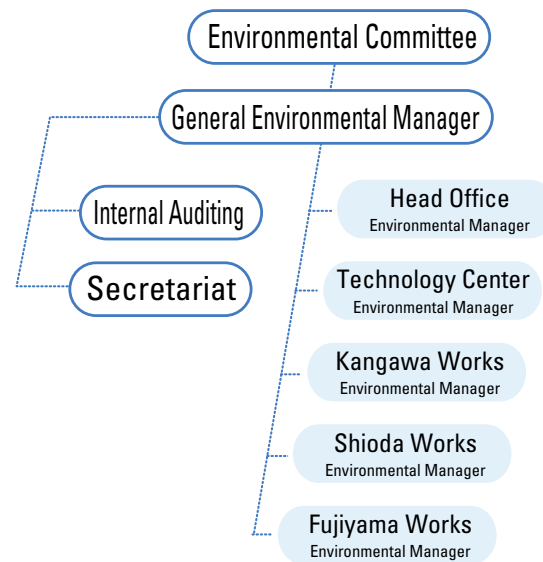 Environmental Committee
General Environmental Manager
Internal Auditing
Secretariat
Head Office
Environmental Manager
Technology Center
Environmental Manager
Kangawa Works
Environmental Manager
Shioda Works
Environmental Manager
Fujiyama Works
Environmental Manager